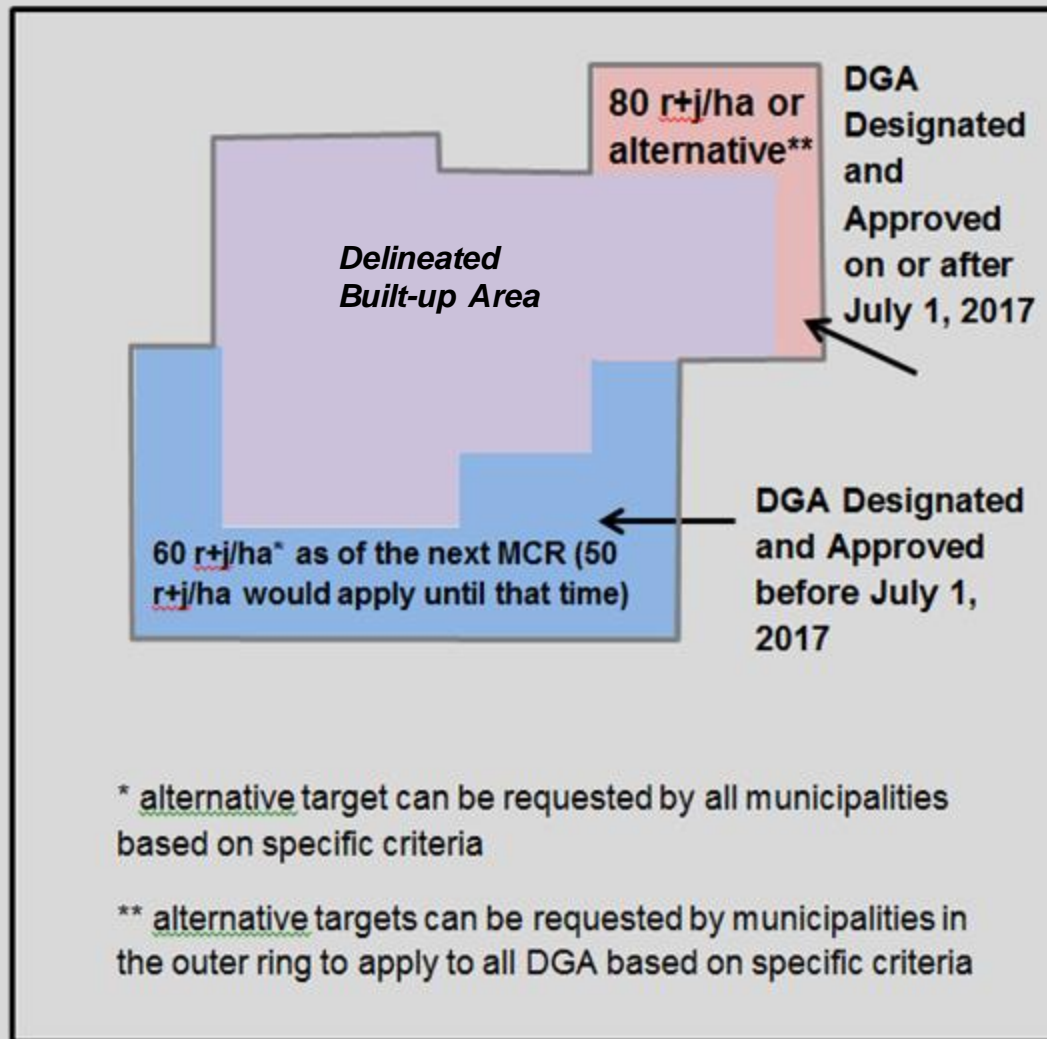 80 r+j/ha or
alternative**
DGA
Designated
and
Approved
on or after
July 1, 2017
Delineated
Built-up Area
60 r+j/ha* as of the next MCR (50
r+j/ha would apply until that time)
DGA Designated
and Approved
before July 1,
2017
* alternative target can be requested by all municipalities
based on specific criteria
** alternative targets can be requested by municipalities in
the outer ring to apply to all DGA based on specific criteria